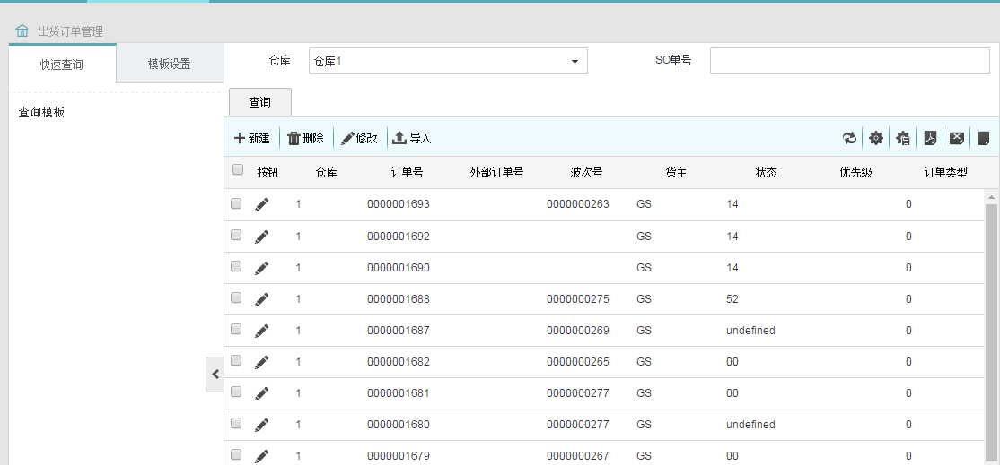 出货订单管理
快速查询 模板设置
查询模板
仓库 仓库1 SO单号
查询
新建 删除 修改 导入
按钮 仓库 订单号 外部订单号 波次号 货主 状态 优先级 订单类型
1 0000001693 0000000263 GS 14 0
1 0000001692 GS 14 0
1 0000001690 GS 14 0
1 0000001688 0000000275 GS 52 0
1 0000001687 0000000269 GS undefined 0
1 0000001682 0000000265 GS 00 0
1 0000001681 0000000277 GS 00 0
1 0000001680 0000000277 GS undefined 0
1 0000001679 0000000267 GS 00 0